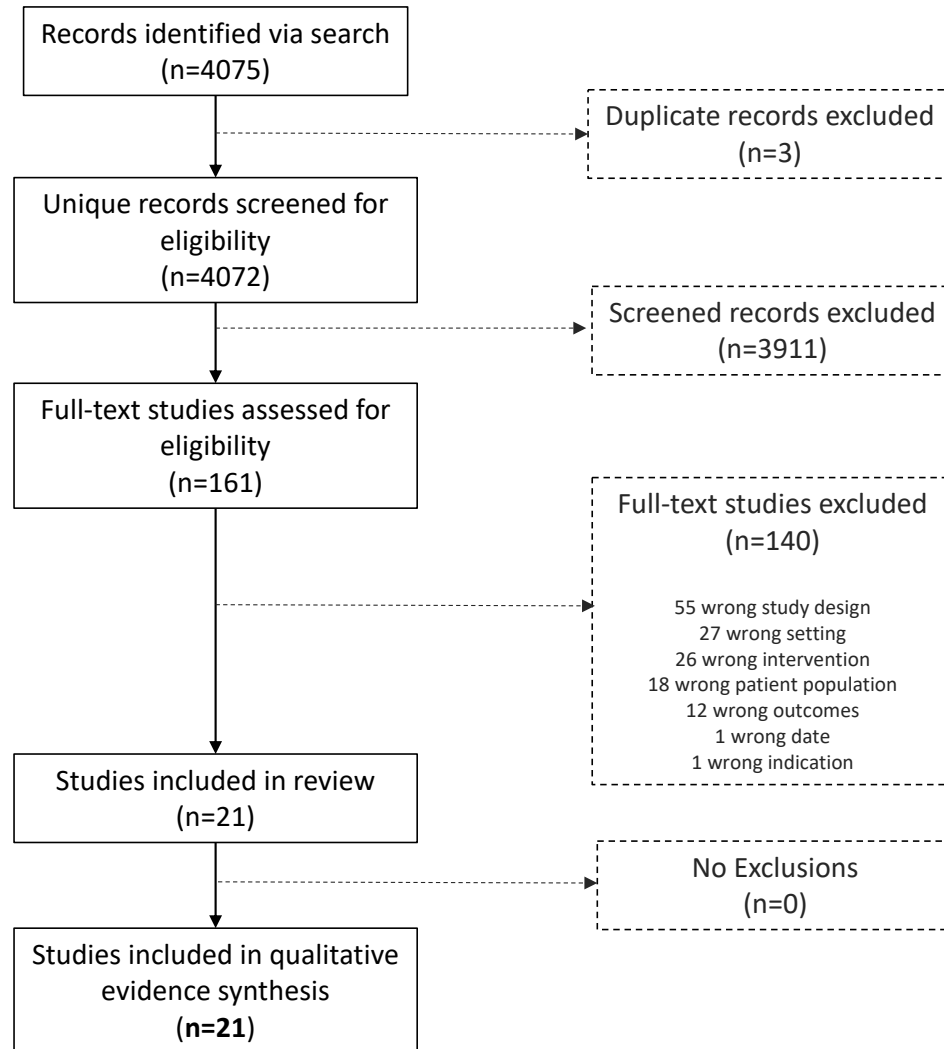 Records identified via search
(n=4075)
Duplicate records excluded
(n=3)
Unique records screened for
eligibility
(n=4072)
Screened records excluded
(n=3911)
Full-text studies assessed for
eligibility
(n=161)
Full-text studies excluded
(n=140)
55 wrong study design
27 wrong setting
26 wrong intervention
18 wrong patient population
12 wrong outcomes
1 wrong date
1 wrong indication
Studies included in review
(n=21)
No Exclusions
(n=0)
Studies included in qualitative
evidence synthesis
(n=21)